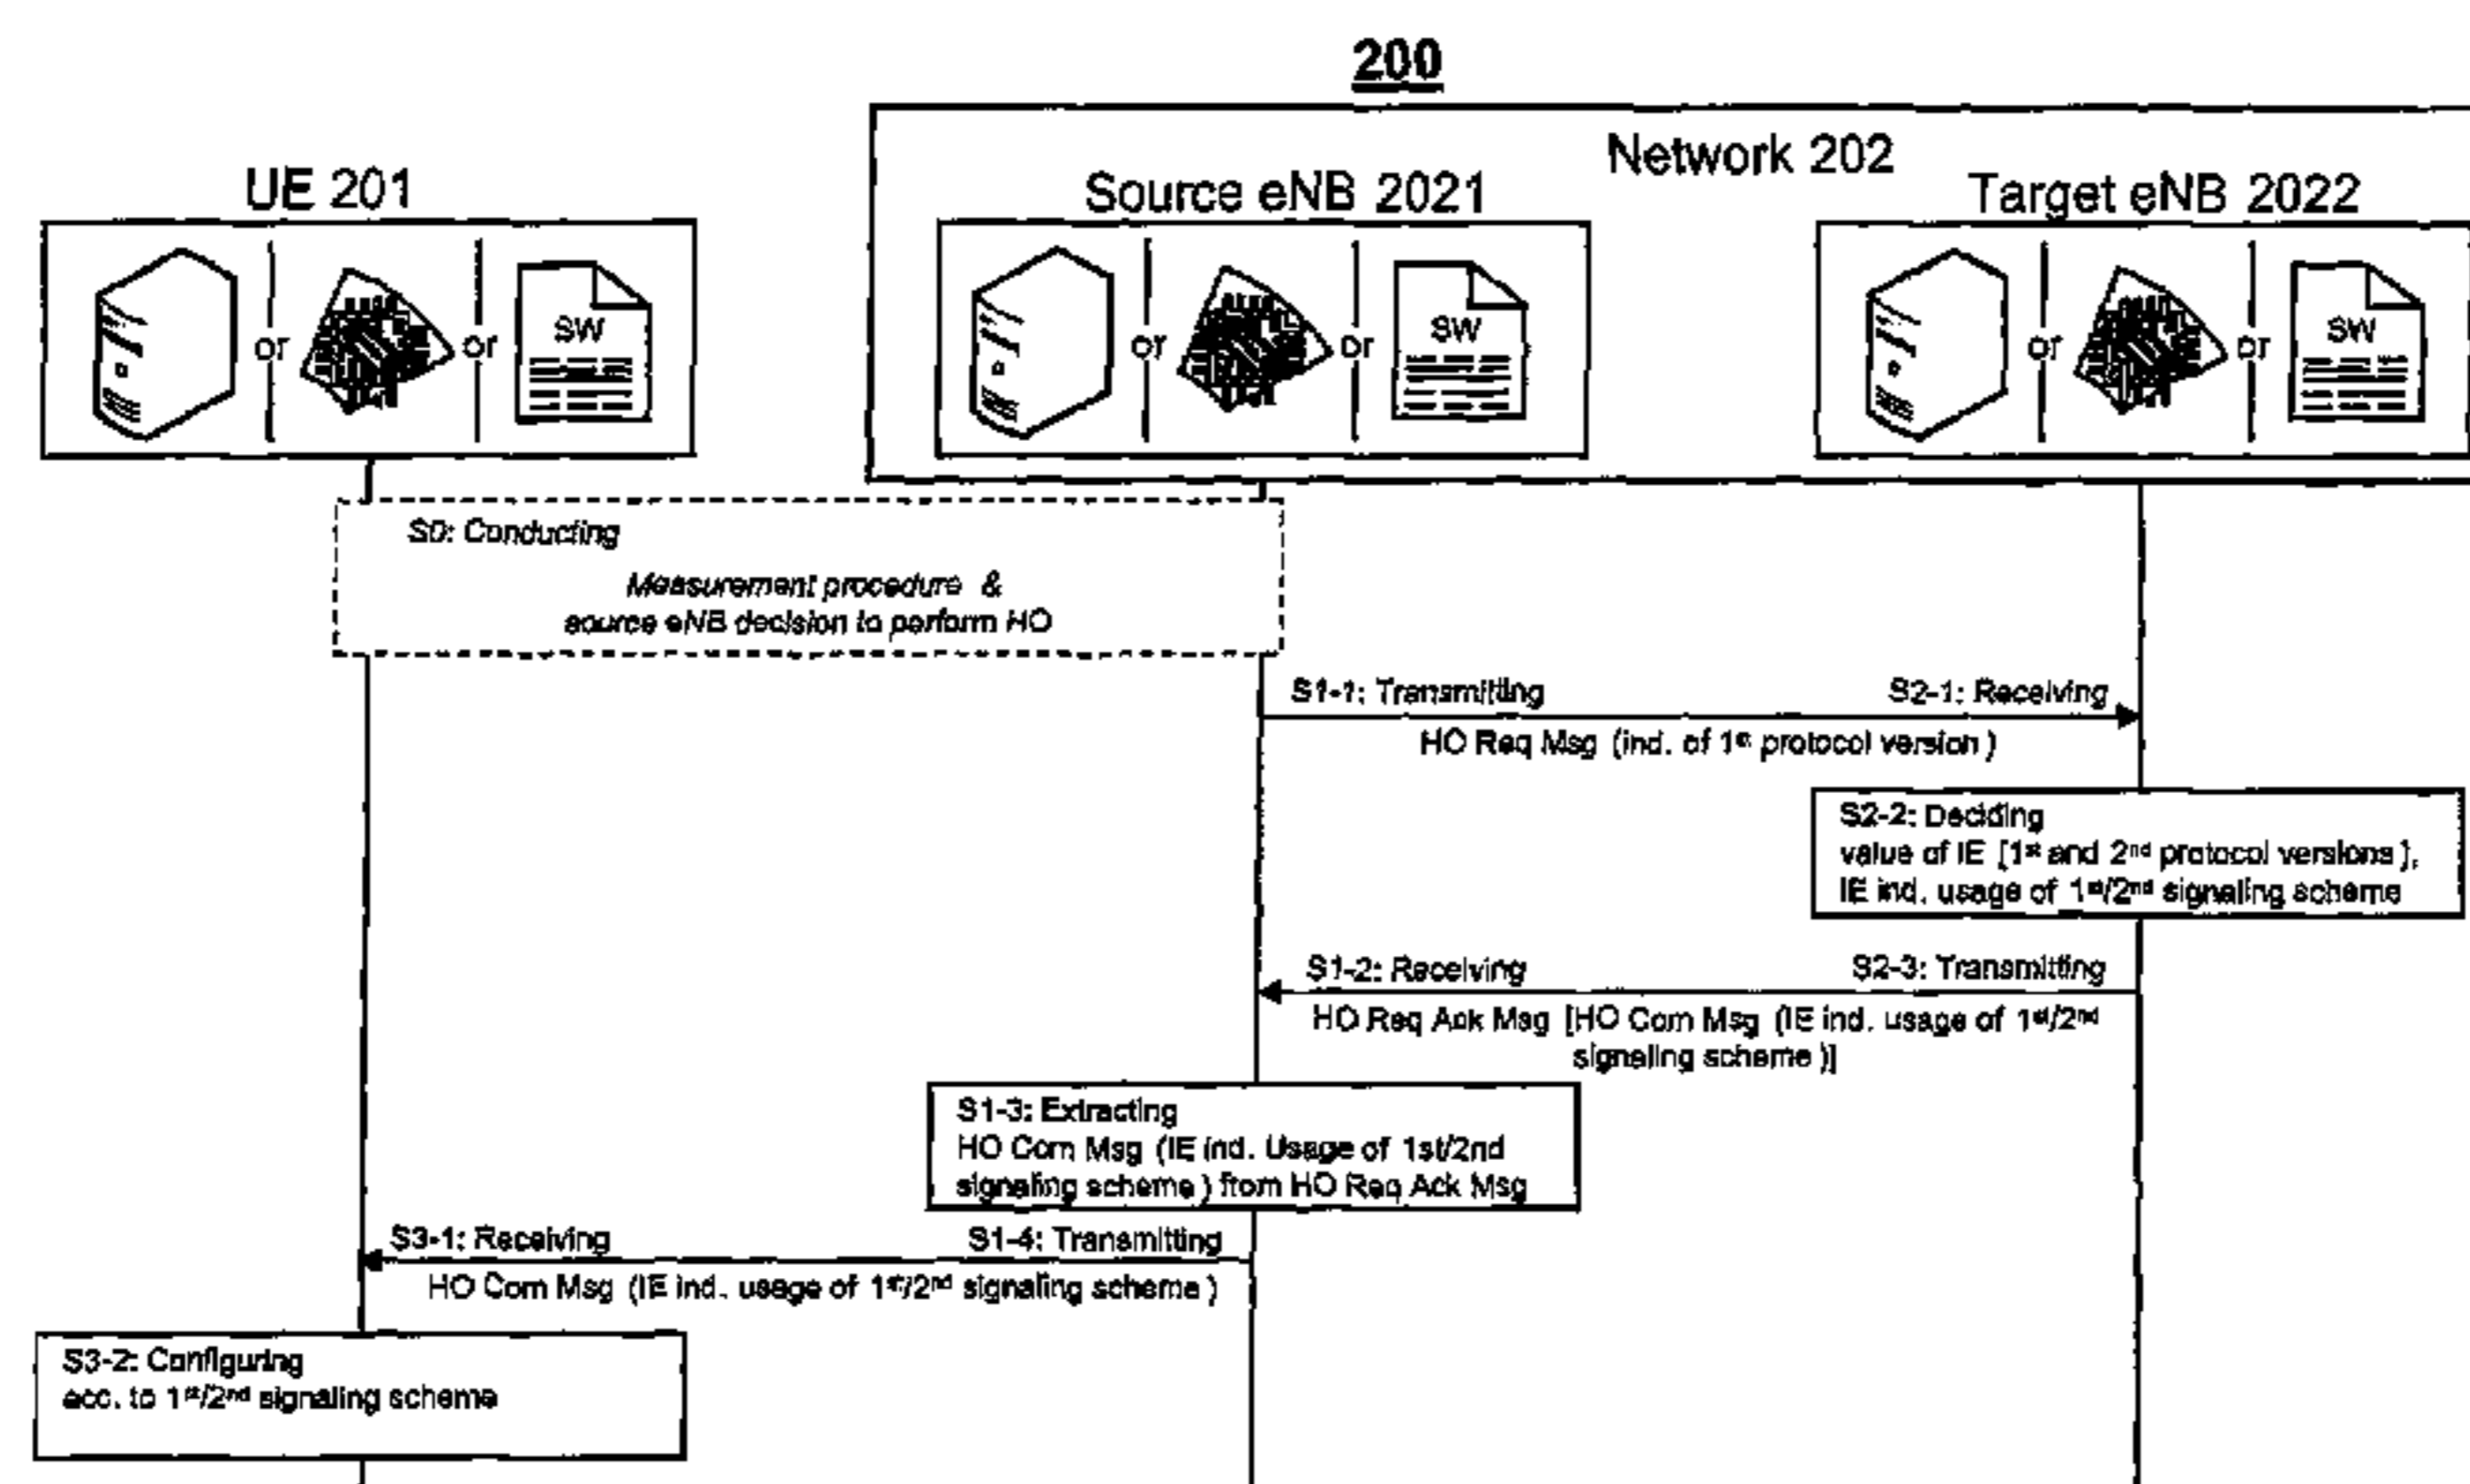 200
Network 202
UE 201
Source eNB 2021
Target eNB 2022
or
or
SW
or
or
SW
or
or
SW
S0: Conducting
Measurement procedure &
source eNB decision to perform HO
S1-1: Transmitting
S2-1: Receiving
HO Req Msg (ind. of 1st protocol version)
S2-2: Deciding
value of IE [1st and 2nd protocol versions],
IE ind. usage of 1st/2nd signaling scheme
S1-2: Receiving
S2-3: Transmitting
HO Req Ack Msg [HO Com Msg (IE ind. usage of 1st/2nd
signaling scheme)]
S1-3: Extracting
HO Com Msg (IE ind. Usage of 1st/2nd
signaling scheme) from HO Req Ack Msg
S3-1: Receiving
S1-4: Transmitting
HO Com Msg (IE ind. usage of 1st/2nd signaling scheme)
S3-2: Configuring
acc. to 1st/2nd signaling scheme